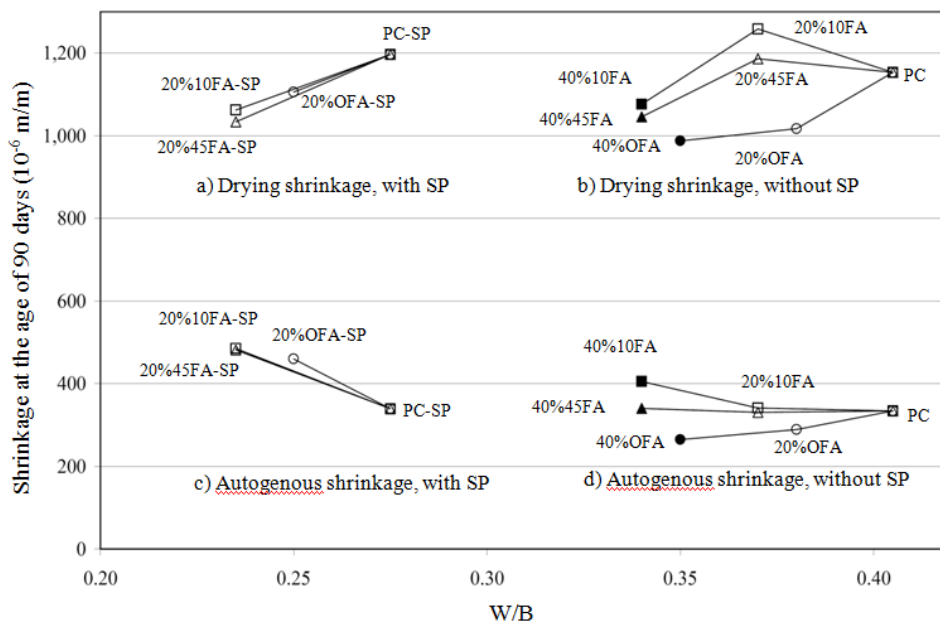 Shrinkage at the age of 90 days (10⁻⁶ m/m)
1,200
1,000
800
600
400
200
0
0.20
0.25
0.30
0.35
0.40
W/B
PC-SP
20%10FA-SP
20%OFA-SP
20%45FA-SP
a) Drying shrinkage, with SP
20%10FA
40%10FA
20%45FA
PC
40%45FA
40%OFA
20%OFA
b) Drying shrinkage, without SP
20%10FA-SP
20%OFA-SP
20%45FA-SP
PC-SP
c) Autogenous shrinkage, with SP
40%10FA
20%10FA
40%45FA
PC
40%OFA
20%OFA
d) Autogenous shrinkage, without SP